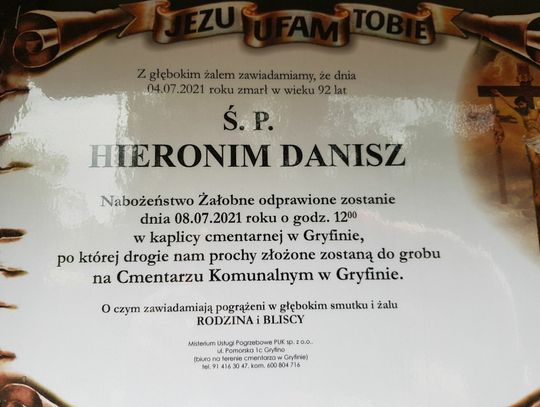 JEZU UFAM TOBIE
Z głębokim żalem zawiadamiamy, że dnia
04.07.2021 roku zmarł w wieku 92 lat
Ś. P.
HIERONIM DANISZ
Nabożeństwo Żałobne odprawione zostanie
dnia 08.07.2021 roku o godz. 12⁰⁰
w kaplicy cmentarnej w Gryfinie,
po której drogie nam prochy złożone zostaną do grobu
na Cmentarzu Komunalnym w Gryfinie.
O czym zawiadamiają pogrążeni w głębokim smutku i żalu
RODZINA i BLISCY
Misterium Usługi Pogrzebowe PUK sp. z o.o..
ul. Pomorska 1c Gryfino
(biuro na terenie cmentarza w Gryfinie)
tel. 91 416 30 47, kom. 600 804 716